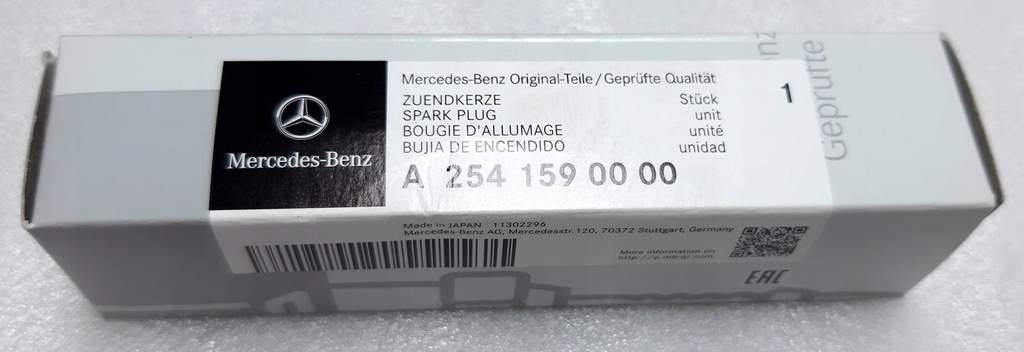 Mercedes-Benz Original-Teile/Geprüfte Qualität
ZUENDKERZE Stück 1
SPARK PLUG unit
BOUGIE D'ALLUMAGE unité
BUJIA DE ENCENDIDO unidad
A 254 159 00 00
Mercedes-Benz
Geprüfte
Made in JAPAN 11302296
Mercedes-Benz AG, Mercedesstr. 120, 70372 Stuttgart, Germany
More information on
http://p.mb-qr.com
EAC